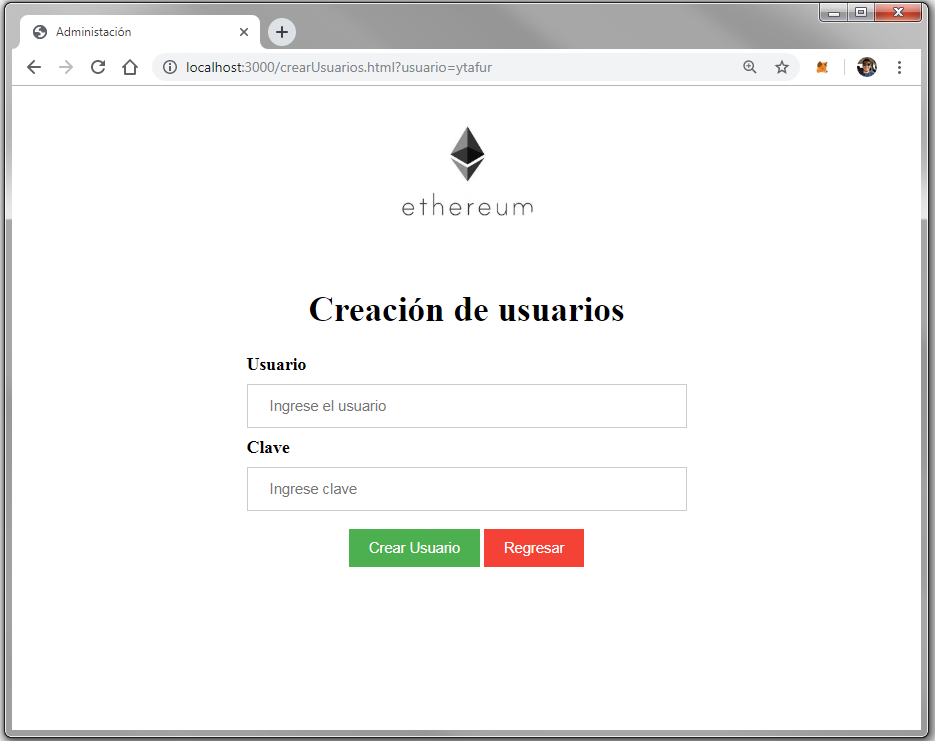 Administación
localhost:3000/crearUsuarios.html?usuario=ytafur
ethereum
Creación de usuarios
Usuario
Ingrese el usuario
Clave
Ingrese clave
Crear Usuario Regresar